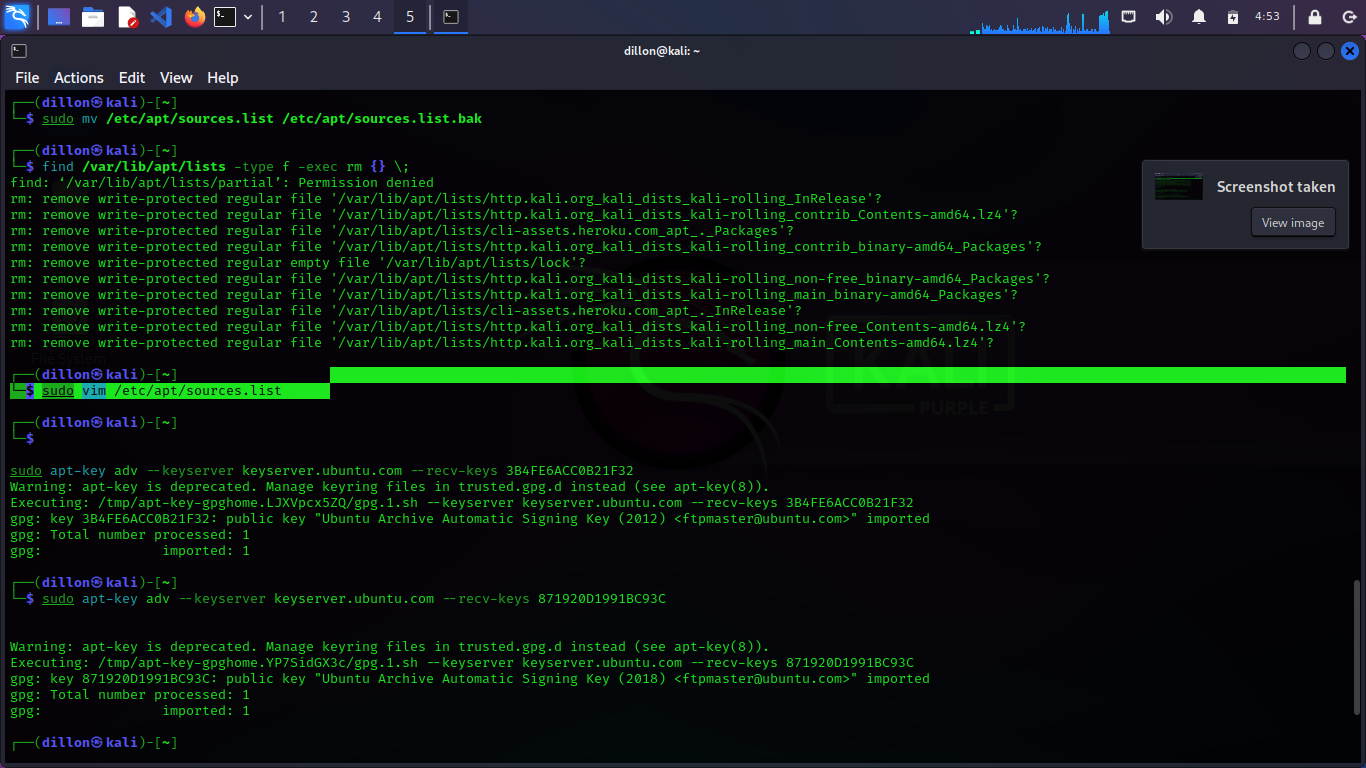 1 2 3 4 5 4:53
dillon@kali: ~
File Actions Edit View Help
┌──(dillon㉿kali)-[~]
└─$ sudo mv /etc/apt/sources.list /etc/apt/sources.list.bak
┌──(dillon㉿kali)-[~]
└─$ find /var/lib/apt/lists -type f -exec rm {} \;
find: ‘/var/lib/apt/lists/partial’: Permission denied
rm: remove write-protected regular file '/var/lib/apt/lists/http.kali.org_kali_dists_kali-rolling_InRelease'?
rm: remove write-protected regular file '/var/lib/apt/lists/http.kali.org_kali_dists_kali-rolling_contrib_Contents-amd64.lz4'?
rm: remove write-protected regular file '/var/lib/apt/lists/cli-assets.heroku.com_apt_._Packages'?
rm: remove write-protected regular file '/var/lib/apt/lists/http.kali.org_kali_dists_kali-rolling_contrib_binary-amd64_Packages'?
rm: remove write-protected regular empty file '/var/lib/apt/lists/lock'?
rm: remove write-protected regular file '/var/lib/apt/lists/http.kali.org_kali_dists_kali-rolling_non-free_binary-amd64_Packages'?
rm: remove write-protected regular file '/var/lib/apt/lists/http.kali.org_kali_dists_kali-rolling_main_binary-amd64_Packages'?
rm: remove write-protected regular file '/var/lib/apt/lists/cli-assets.heroku.com_apt_._InRelease'?
rm: remove write-protected regular file '/var/lib/apt/lists/http.kali.org_kali_dists_kali-rolling_non-free_Contents-amd64.lz4'?
rm: remove write-protected regular file '/var/lib/apt/lists/http.kali.org_kali_dists_kali-rolling_main_Contents-amd64.lz4'?
Screenshot taken
View image
File System
KALI
PURPLE
┌──(dillon㉿kali)-[~]
└─$ sudo vim /etc/apt/sources.list
┌──(dillon㉿kali)-[~]
└─$
sudo apt-key adv --keyserver keyserver.ubuntu.com --recv-keys 3B4FE6ACC0B21F32
Warning: apt-key is deprecated. Manage keyring files in trusted.gpg.d instead (see apt-key(8)).
Executing: /tmp/apt-key-gpghome.LJXVpcx5ZQ/gpg.1.sh --keyserver keyserver.ubuntu.com --recv-keys 3B4FE6ACC0B21F32
gpg: key 3B4FE6ACC0B21F32: public key "Ubuntu Archive Automatic Signing Key (2012) <ftpmaster@ubuntu.com>" imported
gpg: Total number processed: 1
gpg:               imported: 1
┌──(dillon㉿kali)-[~]
└─$ sudo apt-key adv --keyserver keyserver.ubuntu.com --recv-keys 871920D1991BC93C
Warning: apt-key is deprecated. Manage keyring files in trusted.gpg.d instead (see apt-key(8)).
Executing: /tmp/apt-key-gpghome.YP7SidGX3c/gpg.1.sh --keyserver keyserver.ubuntu.com --recv-keys 871920D1991BC93C
gpg: key 871920D1991BC93C: public key "Ubuntu Archive Automatic Signing Key (2018) <ftpmaster@ubuntu.com>" imported
gpg: Total number processed: 1
gpg:               imported: 1
┌──(dillon㉿kali)-[~]